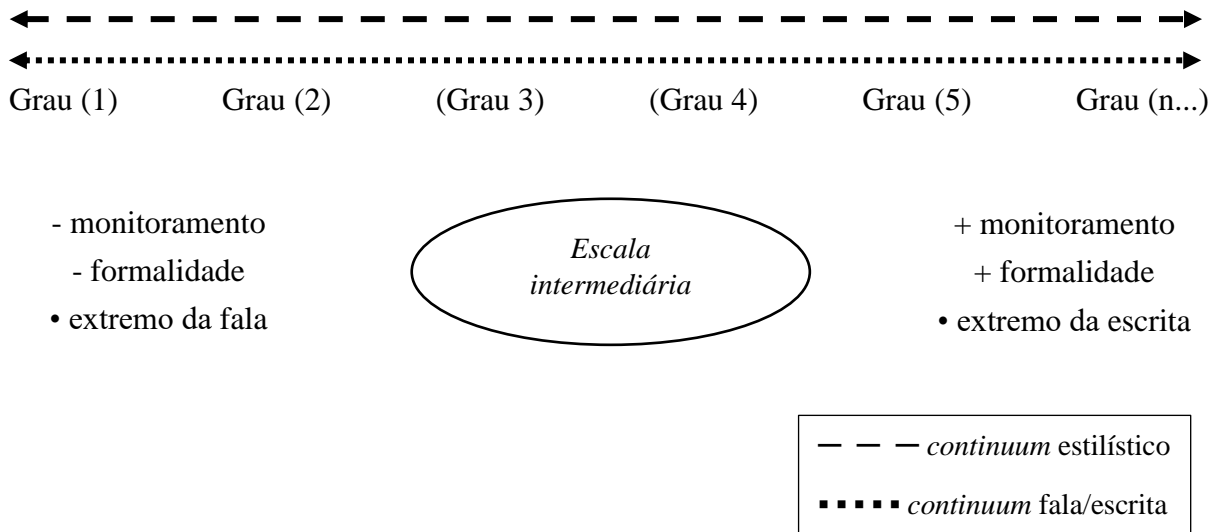 Grau (1) Grau (2) (Grau 3) (Grau 4) Grau (5) Grau (n...)
- monitoramento
- formalidade
• extremo da fala
Escala
intermediária
+ monitoramento
+ formalidade
• extremo da escrita
continuum estilístico
continuum fala/escrita